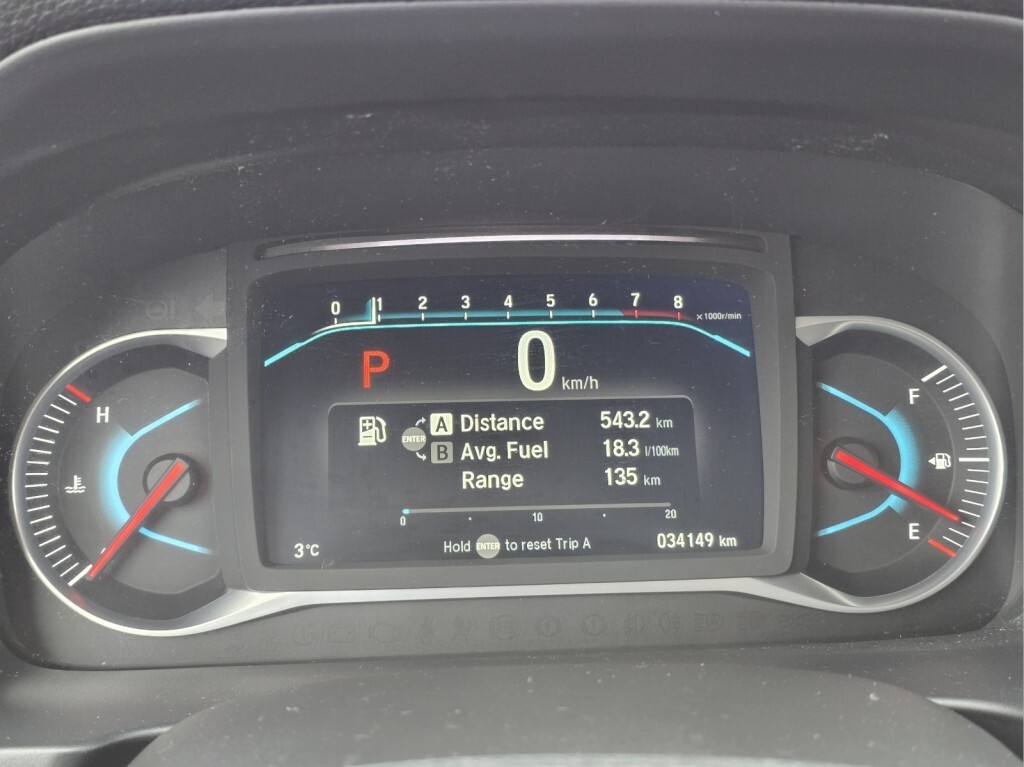 0 1 2 3 4 5 6 7 8 x1000r/min
P 0 km/h
H
F
A Distance 543.2 km
ENTER
B Avg. Fuel 18.3 l/100km
Range 135 km
0 10 20
E
3°C Hold ENTER to reset Trip A 034149 km